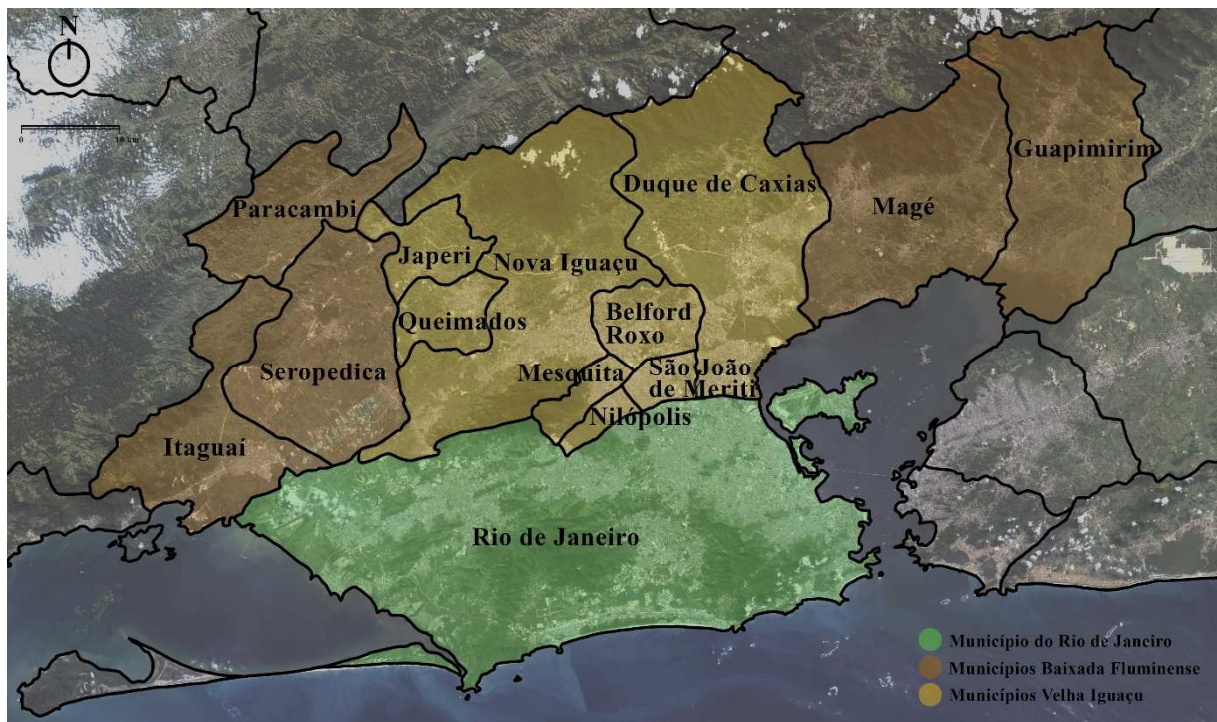 N
0 10 km
Guapimirim
Duque de Caxias
Magé
Paracambi
Japeri
Nova Iguaçu
Queimados
Belford
Roxo
Seropedica
Mesquita
São João
de Meriti
Nilópolis
Itaguaí
Rio de Janeiro
Município do Rio de Janeiro
Municípios Baixada Fluminense
Municípios Velha Iguaçu